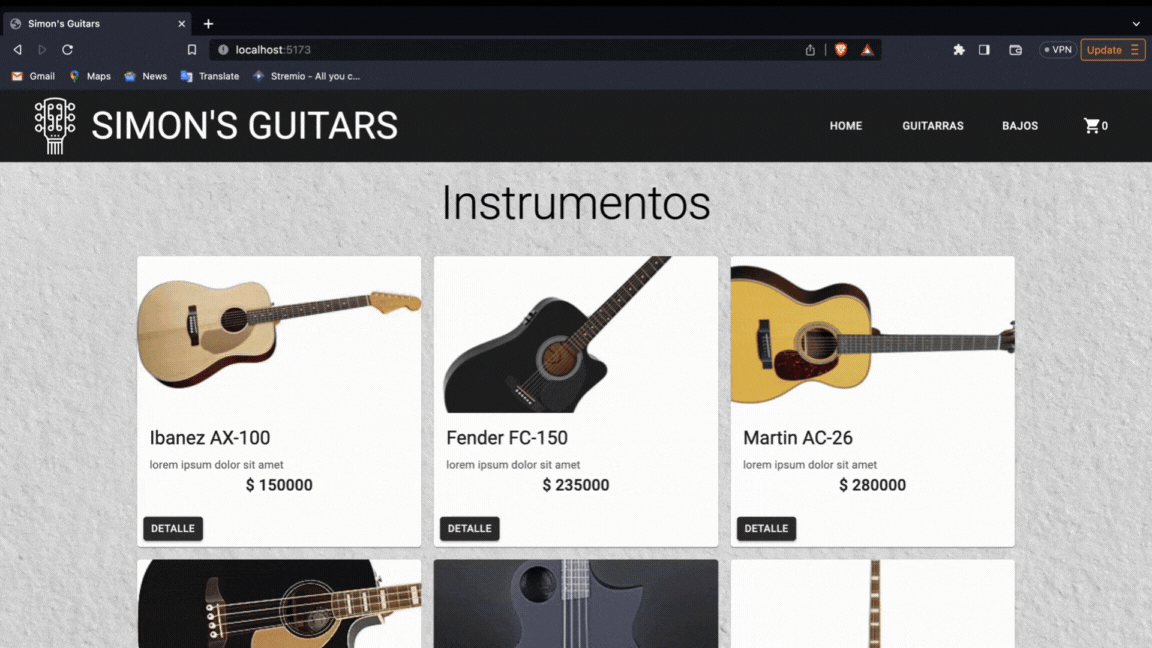 Simon's Guitars
localhost:5173
VPN
Update
Gmail
Maps
News
Translate
Stremio - All you c...
SIMON'S GUITARS
HOME
GUITARRAS
BAJOS
0
Instrumentos
Ibanez AX-100
lorem ipsum dolor sit amet
$ 150000
DETALLE
Fender FC-150
lorem ipsum dolor sit amet
$ 235000
DETALLE
Martin AC-26
lorem ipsum dolor sit amet
$ 280000
DETALLE